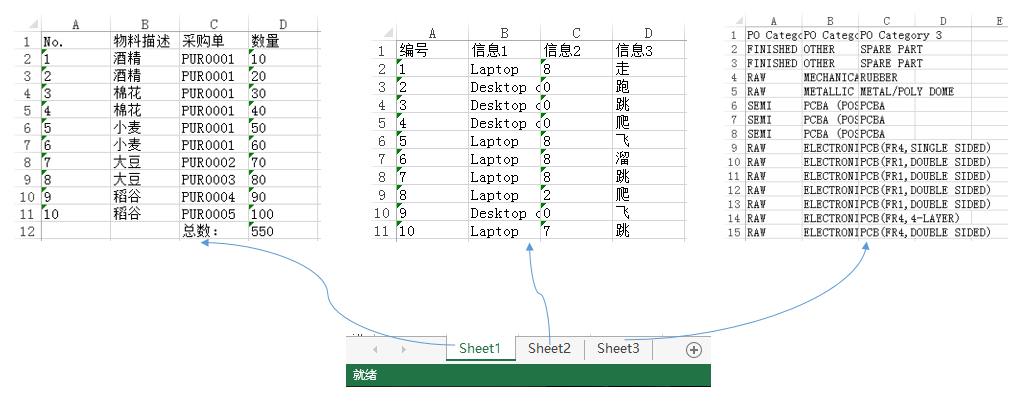 A B C D
1 No. 物料描述 采购单 数量
2 1 酒精 PUR0001 10
3 2 酒精 PUR0001 20
4 3 棉花 PUR0001 30
5 4 棉花 PUR0001 40
6 5 小麦 PUR0001 50
7 6 小麦 PUR0001 60
8 7 大豆 PUR0002 70
9 8 大豆 PUR0003 80
10 9 稻谷 PUR0004 90
11 10 稻谷 PUR0005 100
12 总数: 550
A B C D
1 编号 信息1 信息2 信息3
2 1 Laptop 8 走
3 2 Desktop c 0 跑
4 3 Desktop c 0 跳
5 4 Desktop c 0 爬
6 5 Laptop 8 飞
7 6 Laptop 8 溜
8 7 Laptop 8 跳
9 8 Laptop 2 爬
10 9 Desktop c 0 飞
11 10 Laptop 7 跳
A B C D E
1 PO Categ PO Categ PO Category 3
2 FINISHED OTHER SPARE PART
3 FINISHED OTHER SPARE PART
4 RAW MECHANICA RUBBER
5 RAW METALLIC METAL/POLY DOME
6 SEMI PCBA (POS PCBA
7 SEMI PCBA (POS PCBA
8 SEMI PCBA (POS PCBA
9 RAW ELECTRONI PCB(FR4,SINGLE SIDED)
10 RAW ELECTRONI PCB(FR1,DOUBLE SIDED)
11 RAW ELECTRONI PCB(FR1,DOUBLE SIDED)
12 RAW ELECTRONI PCB(FR1,DOUBLE SIDED)
13 RAW ELECTRONI PCB(FR1,DOUBLE SIDED)
14 RAW ELECTRONI PCB(FR4,4-LAYER)
15 RAW ELECTRONI PCB(FR4,DOUBLE SIDED)
Sheet1 Sheet2 Sheet3
就绪